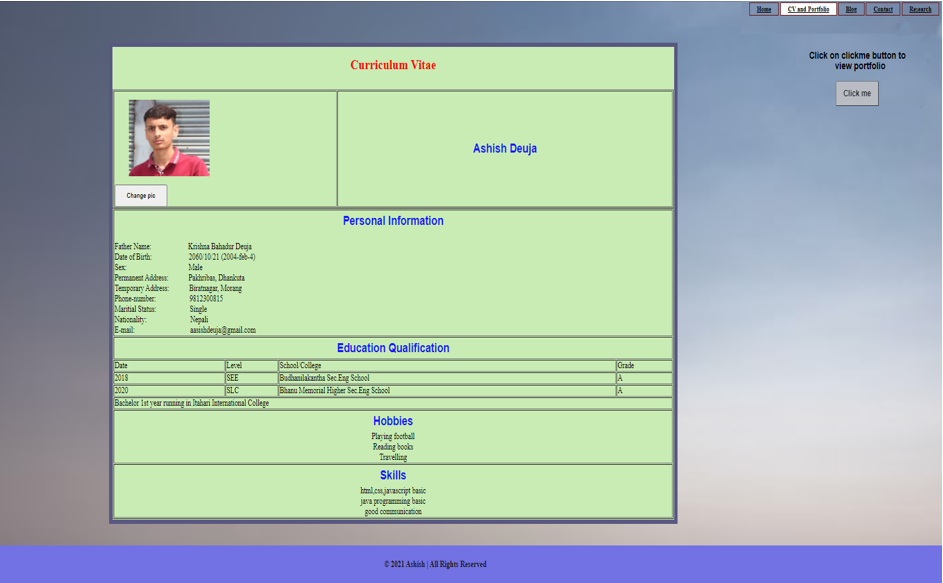 Home CV and Portfolio Blog Contact Research
Click on clickme button to
view portfolio
Click me
Curriculum Vitae
Change pic
Ashish Deuja
Personal Information
Father Name: Krishna Bahadur Deuja
Date of Birth: 2060/10/21 (2004-feb-4)
Sex: Male
Permanent Address: Pakhribas, Dhankuta
Temporary Address: Biratnagar, Morang
Phone-number: 9812300815
Maritial Status: Single
Nationality: Nepali
E-mail: aasishdeuja@gmail.com
Education Qualification
Date Level School/College Grade
2018 SEE Budhanilakantha Sec.Eng School A
2020 SLC Bhanu Memorial Higher Sec.Eng School A
Bachelor 1st year running in Itahari International College
Hobbies
Playing football
Reading books
Travelling
Skills
html,css,javascript basic
java programming basic
good communication
© 2021 Ashish | All Rights Reserved